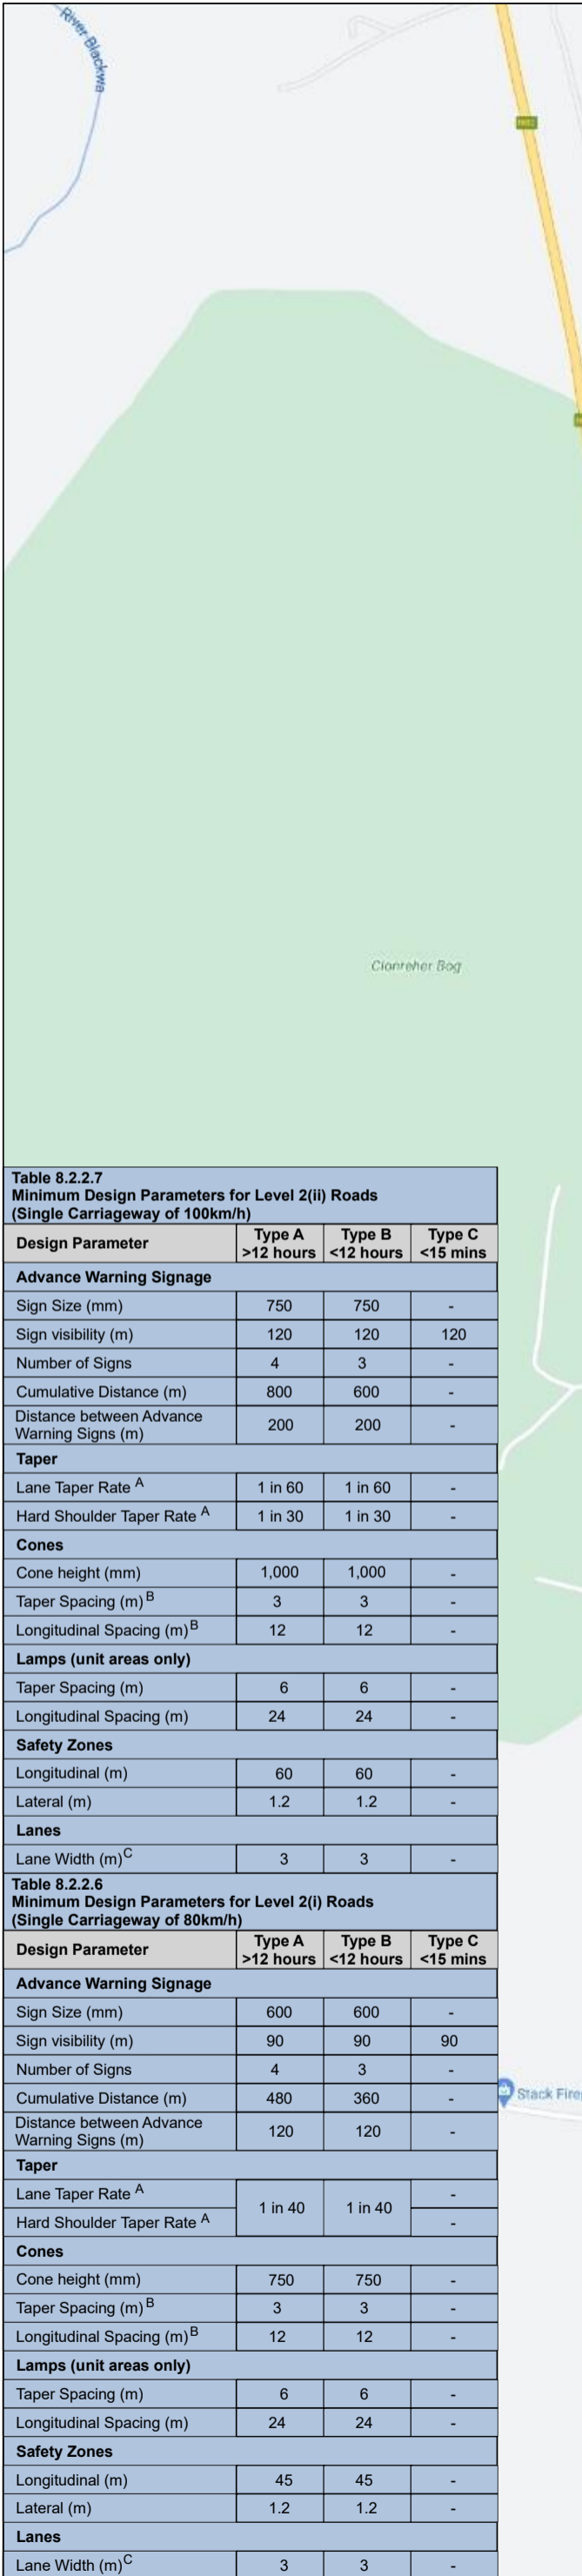 River Blackwa
N80
Clonreher Bog
Table 8.2.2.7
Minimum Design Parameters for Level 2(ii) Roads
(Single Carriageway of 100km/h)
Design Parameter Type A >12 hours Type B <12 hours Type C <15 mins
Advance Warning Signage
Sign Size (mm) 750 750 -
Sign visibility (m) 120 120 120
Number of Signs 4 3 -
Cumulative Distance (m) 800 600 -
Distance between Advance Warning Signs (m) 200 200 -
Taper
Lane Taper Rate A 1 in 60 1 in 60 -
Hard Shoulder Taper Rate A 1 in 30 1 in 30 -
Cones
Cone height (mm) 1,000 1,000 -
Taper Spacing (m) B 3 3 -
Longitudinal Spacing (m) B 12 12 -
Lamps (unit areas only)
Taper Spacing (m) 6 6 -
Longitudinal Spacing (m) 24 24 -
Safety Zones
Longitudinal (m) 60 60 -
Lateral (m) 1.2 1.2 -
Lanes
Lane Width (m) C 3 3 -
Table 8.2.2.6
Minimum Design Parameters for Level 2(i) Roads
(Single Carriageway of 80km/h)
Design Parameter Type A >12 hours Type B <12 hours Type C <15 mins
Advance Warning Signage
Sign Size (mm) 600 600 -
Sign visibility (m) 90 90 90
Number of Signs 4 3 -
Cumulative Distance (m) 480 360 -
Stack Fire
Distance between Advance Warning Signs (m) 120 120 -
Taper
Lane Taper Rate A 1 in 40 1 in 40 -
Hard Shoulder Taper Rate A -
Cones
Cone height (mm) 750 750 -
Taper Spacing (m) B 3 3 -
Longitudinal Spacing (m) B 12 12 -
Lamps (unit areas only)
Taper Spacing (m) 6 6 -
Longitudinal Spacing (m) 24 24 -
Safety Zones
Longitudinal (m) 45 45 -
Lateral (m) 1.2 1.2 -
Lanes
Lane Width (m) C 3 3 -